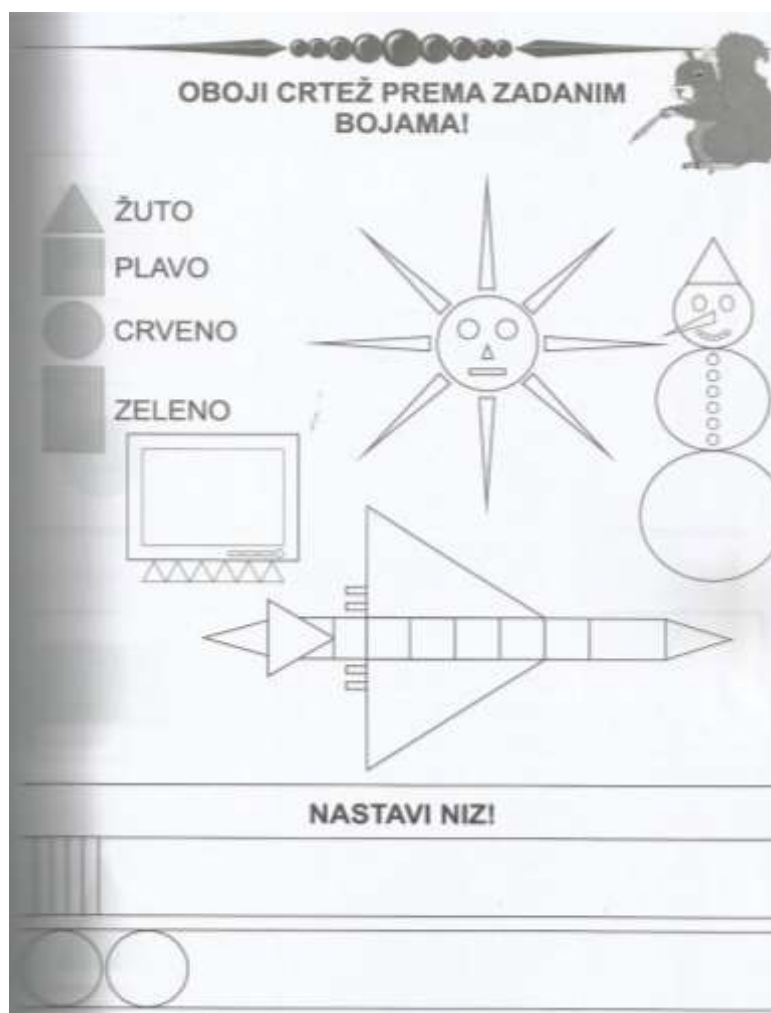 OBOJI CRTEŽ PREMA ZADANIM
BOJAMA!
ŽUTO
PLAVO
CRVENO
ZELENO
NASTAVI NIZ!